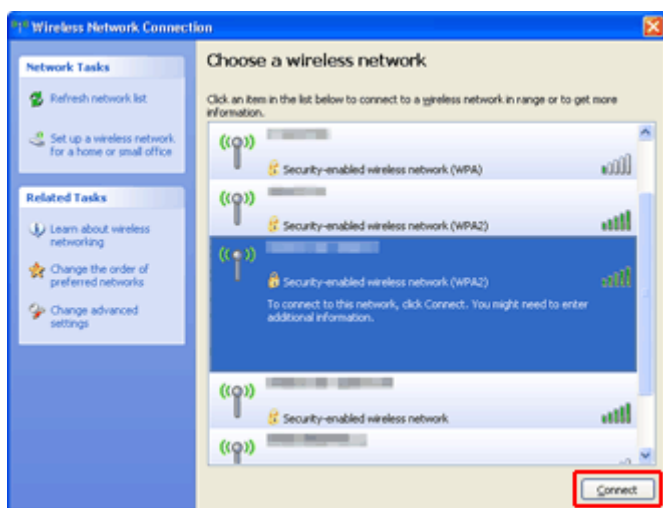 Wireless Network Connection
Network Tasks
Refresh network list
Set up a wireless network
for a home or small office
Related Tasks
Learn about wireless
networking
Change the order of
preferred networks
Change advanced
settings
Choose a wireless network
Click an item in the list below to connect to a wireless network in range or to get more
information.
Security-enabled wireless network (WPA)
Security-enabled wireless network (WPA2)
Security-enabled wireless network (WPA2)
To connect to this network, click Connect. You might need to enter
additional information.
Security-enabled wireless network
Connect